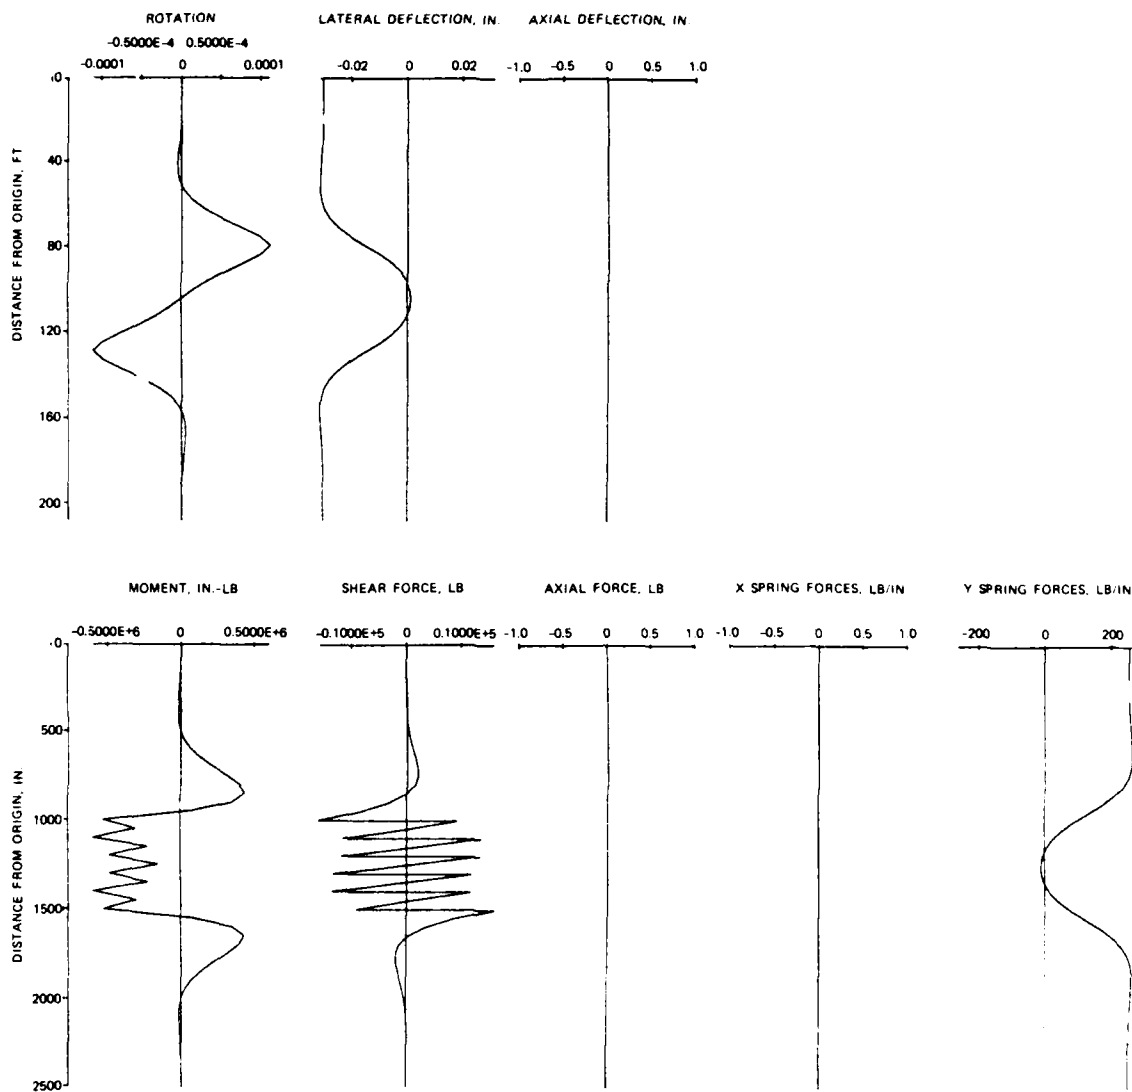 ROTATION LATERAL DEFLECTION, IN. AXIAL DEFLECTION, IN.
-0.5000E-4 0.5000E-4
-0.0001 0 0.0001 -0.02 0 0.02 -1.0 -0.5 0 0.5 1.0
0
40
80
120
160
200
DISTANCE FROM ORIGIN, FT
MOMENT, IN.-LB SHEAR FORCE, LB AXIAL FORCE, LB X SPRING FORCES, LB/IN Y SPRING FORCES, LB/IN
-0.5000E+6 0 0.5000E+6 -0.1000E+5 0 0.1000E+5 -1.0 -0.5 0 0.5 1.0 -1.0 -0.5 0 0.5 1.0 -200 0 200
0
500
1000
1500
2000
2500
DISTANCE FROM ORIGIN, IN.